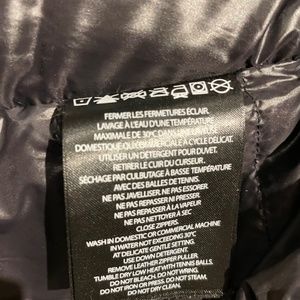 FERMER LES FERMETURES ÉCLAIR.
LAVAGE À L'EAU D'UNE TEMPÉRATURE
MAXIMALE DE 30°C DANS UNE MACHINE
DOMESTIQUE OU COMMERCIALE À CYCLE DÉLICAT.
UTILISER UN DÉTERGENT POUR DUVET.
RETIRER LE CUIR DU CURSEUR.
SÉCHAGE PAR CULBUTAGE À BASSE TEMPÉRATURE
AVEC DES BALLES DE TENNIS.
NE PAS JAVELLISER. NE PAS ESSORER.
NE PAS REPASSER À LA VAPEUR
NE PAS REPASSER.
NE PAS NETTOYER À SEC
CLOSE ZIPPERS.
WASH IN DOMESTIC OR COMMERCIAL MACHINE
IN WATER NOT EXCEEDING 30°C
AT DELICATE GENTLE SETTING.
USE DOWN DETERGENT.
REMOVE LEATHER ZIPPER PULLER.
TUMBLE DRY LOW HEAT WITH TENNIS BALLS.
DO NOT BLEACH. DO NOT WRING.
DO NOT IRON OR PRESS. DO NOT STEAM.
DO NOT DRY CLEAN.